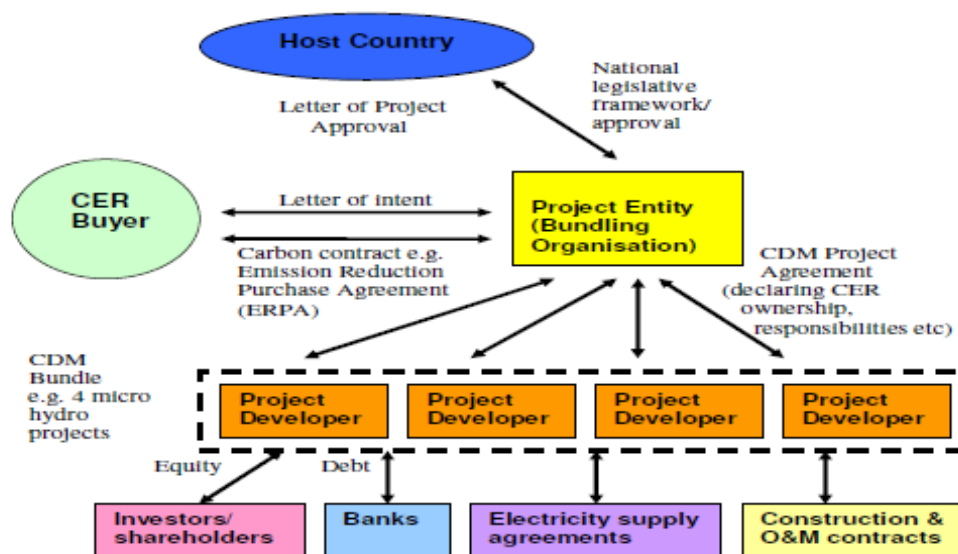 Host Country
National
legislative
framework/
approval
Letter of Project
Approval
CER
Buyer
Letter of intent
Project Entity
(Bundling
Organisation)
Carbon contract e.g.
Emission Reduction
Purchase Agreement
(ERPA)
CDM Project
Agreement
(declaring CER
ownership,
responsibilities etc)
CDM
Bundle
e.g. 4 micro
hydro
projects
Project
Developer
Project
Developer
Project
Developer
Project
Developer
Equity
Debt
Investors/
shareholders
Banks
Electricity supply
agreements
Construction &
O&M contracts